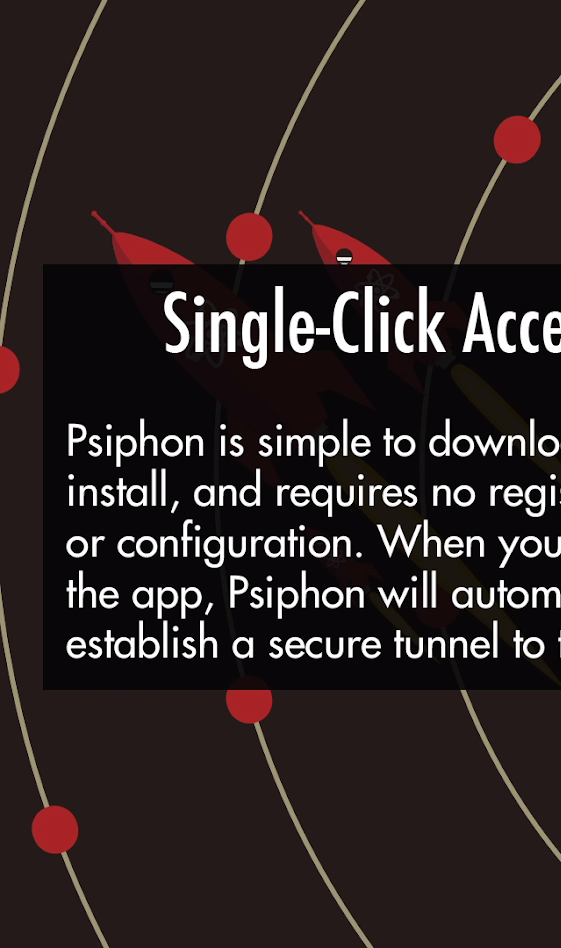 Single-Click Acce
Psiphon is simple to downlo
install, and requires no regis
or configuration. When you
the app, Psiphon will autom
establish a secure tunnel to t